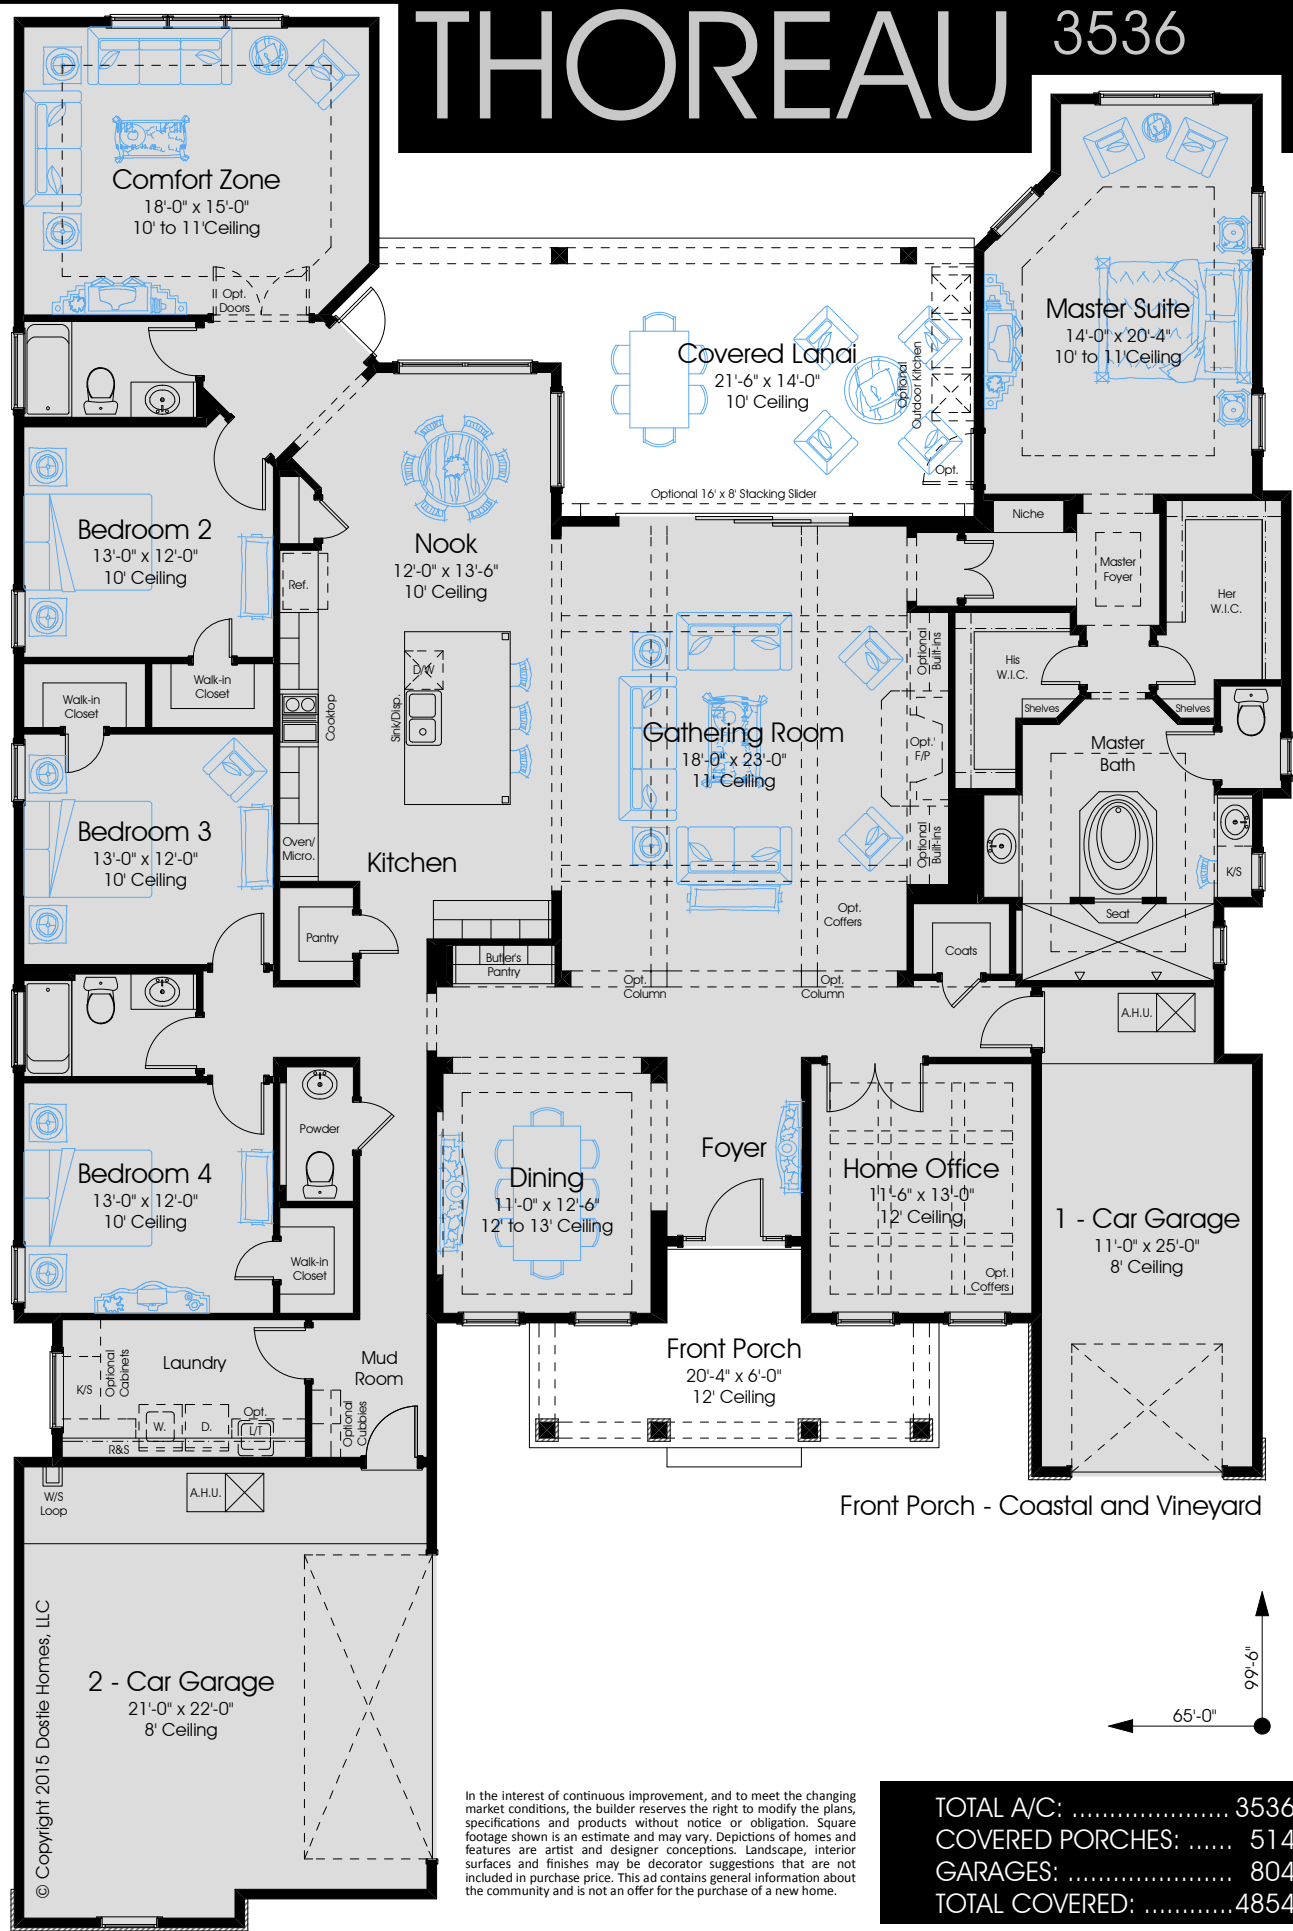 THOREAU 3536
Comfort Zone
18'-0" x 15'-0"
10' to 11'Ceiling
Opt.
Doors
Master Suite
14'-0" x 20'-4"
10' to 11'Ceiling
Covered Lanai
21'-6" x 14'-0"
10' Ceiling
Optional
Outdoor Kitchen
Opt.
Optional 16' x 8' Stacking Slider
Niche
Master
Foyer
Her
W.I.C.
His
W.I.C.
Shelves
Shelves
Master
Bath
K/S
Seat
Bedroom 2
13'-0" x 12'-0"
10' Ceiling
Walk-in
Closet
Walk-in
Closet
Nook
12'-0" x 13'-6"
10' Ceiling
Ref.
D/W
Sink/Disp.
Cooktop
Oven/
Micro.
Kitchen
Pantry
Butler's
Pantry
Gathering Room
18'-0" x 23'-0"
11' Ceiling
Optional
Built-ins
Opt.
F/P
Optional
Built-ins
Opt.
Coffers
Opt.
Column
Opt.
Column
Coats
A.H.U.
Bedroom 3
13'-0" x 12'-0"
10' Ceiling
Bedroom 4
13'-0" x 12'-0"
10' Ceiling
Powder
Walk-in
Closet
Dining
11'-0" x 12'-6"
12' to 13' Ceiling
Foyer
Home Office
11'-6" x 13'-0"
12' Ceiling
Opt.
Coffers
1 - Car Garage
11'-0" x 25'-0"
8' Ceiling
Laundry
K/S
Optional
Cabinets
W.
D.
Opt.
L/T
R&S
Mud
Room
Optional
Cubbies
Front Porch
20'-4" x 6'-0"
12' Ceiling
Front Porch - Coastal and Vineyard
W/S
Loop
A.H.U.
2 - Car Garage
21'-0" x 22'-0"
8' Ceiling
© Copyright 2015 Dostie Homes, LLC
99'-6"
65'-0"
In the interest of continuous improvement, and to meet the changing
market conditions, the builder reserves the right to modify the plans,
specifications and products without notice or obligation. Square
footage shown is an estimate and may vary. Depictions of homes and
features are artist and designer conceptions. Landscape, interior
surfaces and finishes may be decorator suggestions that are not
included in purchase price. This ad contains general information about
the community and is not an offer for the purchase of a new home.
TOTAL A/C: ..................... 3536
COVERED PORCHES: ...... 514
GARAGES: ...................... 804
TOTAL COVERED: ............4854